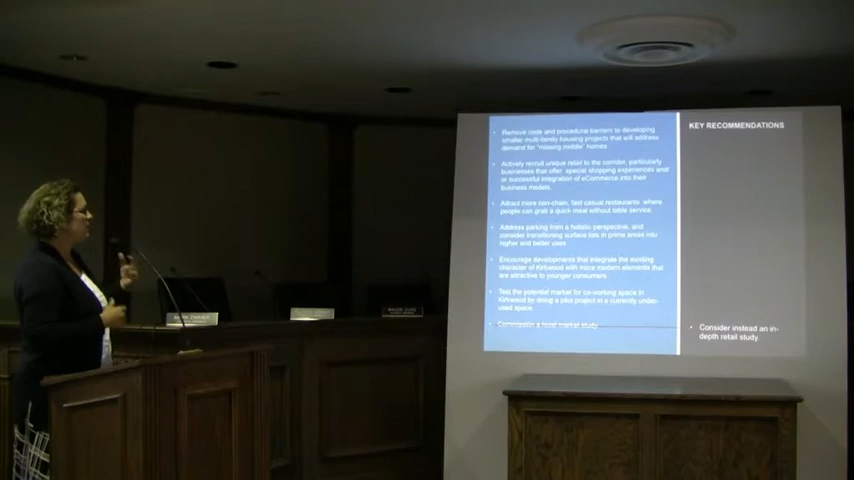 KEY RECOMMENDATIONS
Remove code and procedural barriers to developing
smaller multi-family housing projects that will address
demand for "missing middle" homes
Actively recruit unique retail to the corridor, particularly
businesses that offer special shopping experiences and/
or successful integration of eCommerce into their
business models.
Attract more non-chain, fast casual restaurants where
people can grab a quick meal without table service.
Address parking from a holistic perspective, and
consider transitioning surface lots in prime areas into
higher and better uses
Encourage developments that integrate the existing
character of Kirkwood with more modern elements that
are attractive to younger consumers.
Test the potential market for co-working space in
Kirkwood by doing a pilot project in a currently under-
used space.
Commission a hotel market study
Consider instead an in-
depth retail study.